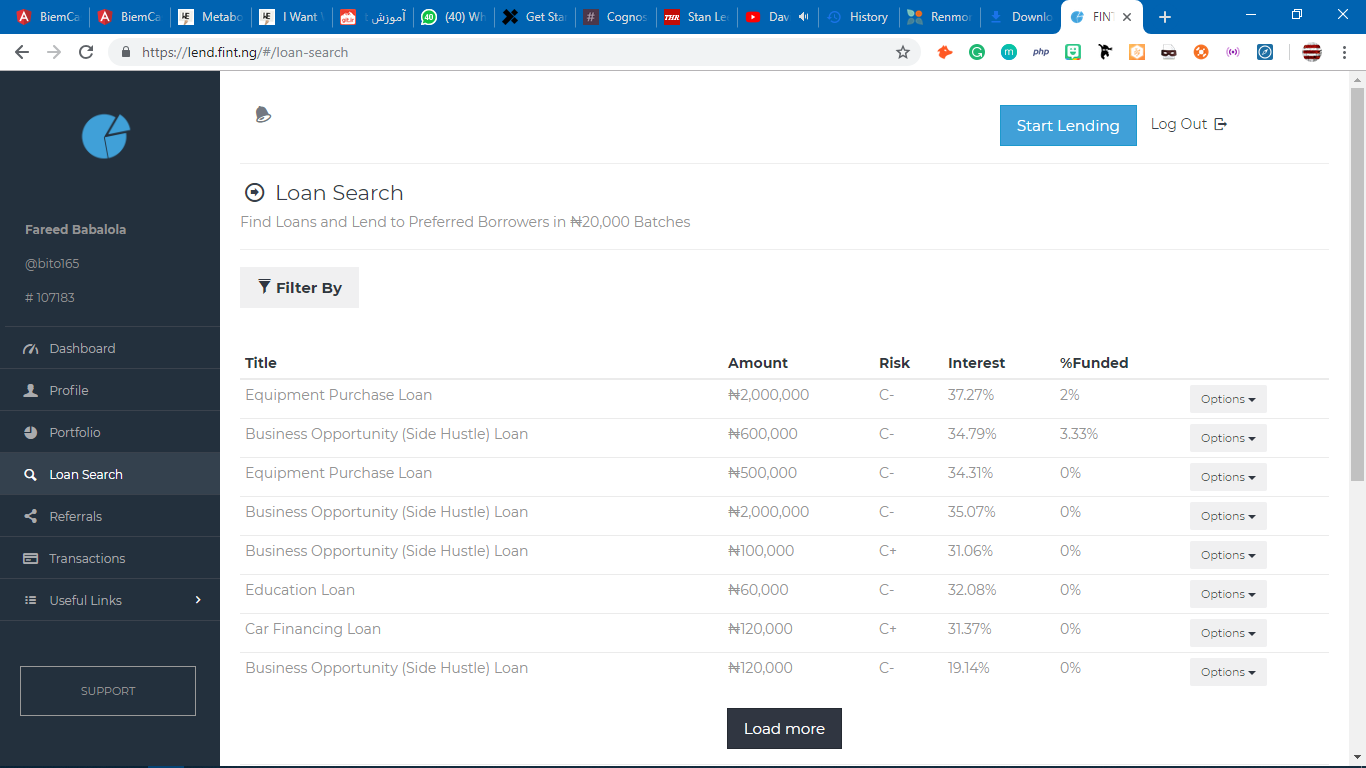 BiemCa
BiemCa
Metabo
I Want
آموزش
(40) Wh
Get Star
Cognos
Stan Le
Dav
History
Renmor
Downlo
FINT
https://lend.fint.ng/#/loan-search
php
Start Lending
Log Out
Loan Search
Find Loans and Lend to Preferred Borrowers in ₦20,000 Batches
Fareed Babalola
@bito165
# 107183
Dashboard
Profile
Portfolio
Loan Search
Referrals
Transactions
Useful Links
SUPPORT
Filter By
Title Amount Risk Interest %Funded
Equipment Purchase Loan ₦2,000,000 C- 37.27% 2% Options
Business Opportunity (Side Hustle) Loan ₦600,000 C- 34.79% 3.33% Options
Equipment Purchase Loan ₦500,000 C- 34.31% 0% Options
Business Opportunity (Side Hustle) Loan ₦2,000,000 C- 35.07% 0% Options
Business Opportunity (Side Hustle) Loan ₦100,000 C+ 31.06% 0% Options
Education Loan ₦60,000 C- 32.08% 0% Options
Car Financing Loan ₦120,000 C+ 31.37% 0% Options
Business Opportunity (Side Hustle) Loan ₦120,000 C- 19.14% 0% Options
Load more